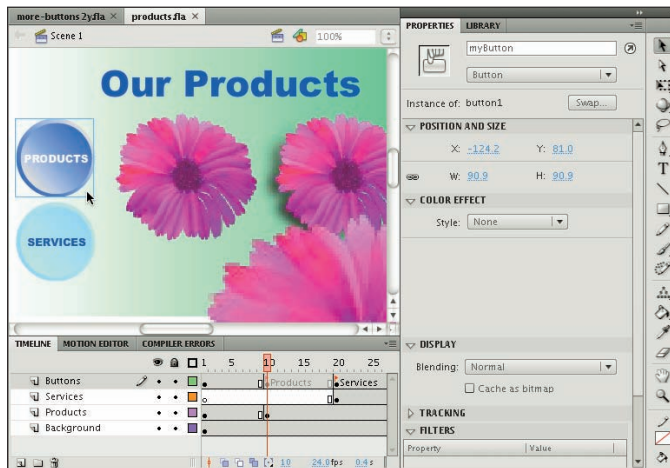 more-buttons 2y.fla ×
products.fla ×
Scene 1
100%
Our Products
PRODUCTS
SERVICES
TIMELINE
MOTION EDITOR
COMPILER ERRORS
1 5 10 15 20 25
Buttons
Products
Services
Services
Products
Background
10
24.0fps
0.4s
PROPERTIES
LIBRARY
myButton
Button
Instance of: button1
Swap...
POSITION AND SIZE
X: -124.2
Y: 81.0
W: 90.9
H: 90.9
COLOR EFFECT
Style: None
DISPLAY
Blending: Normal
Cache as bitmap
TRACKING
FILTERS
Property
Value
T